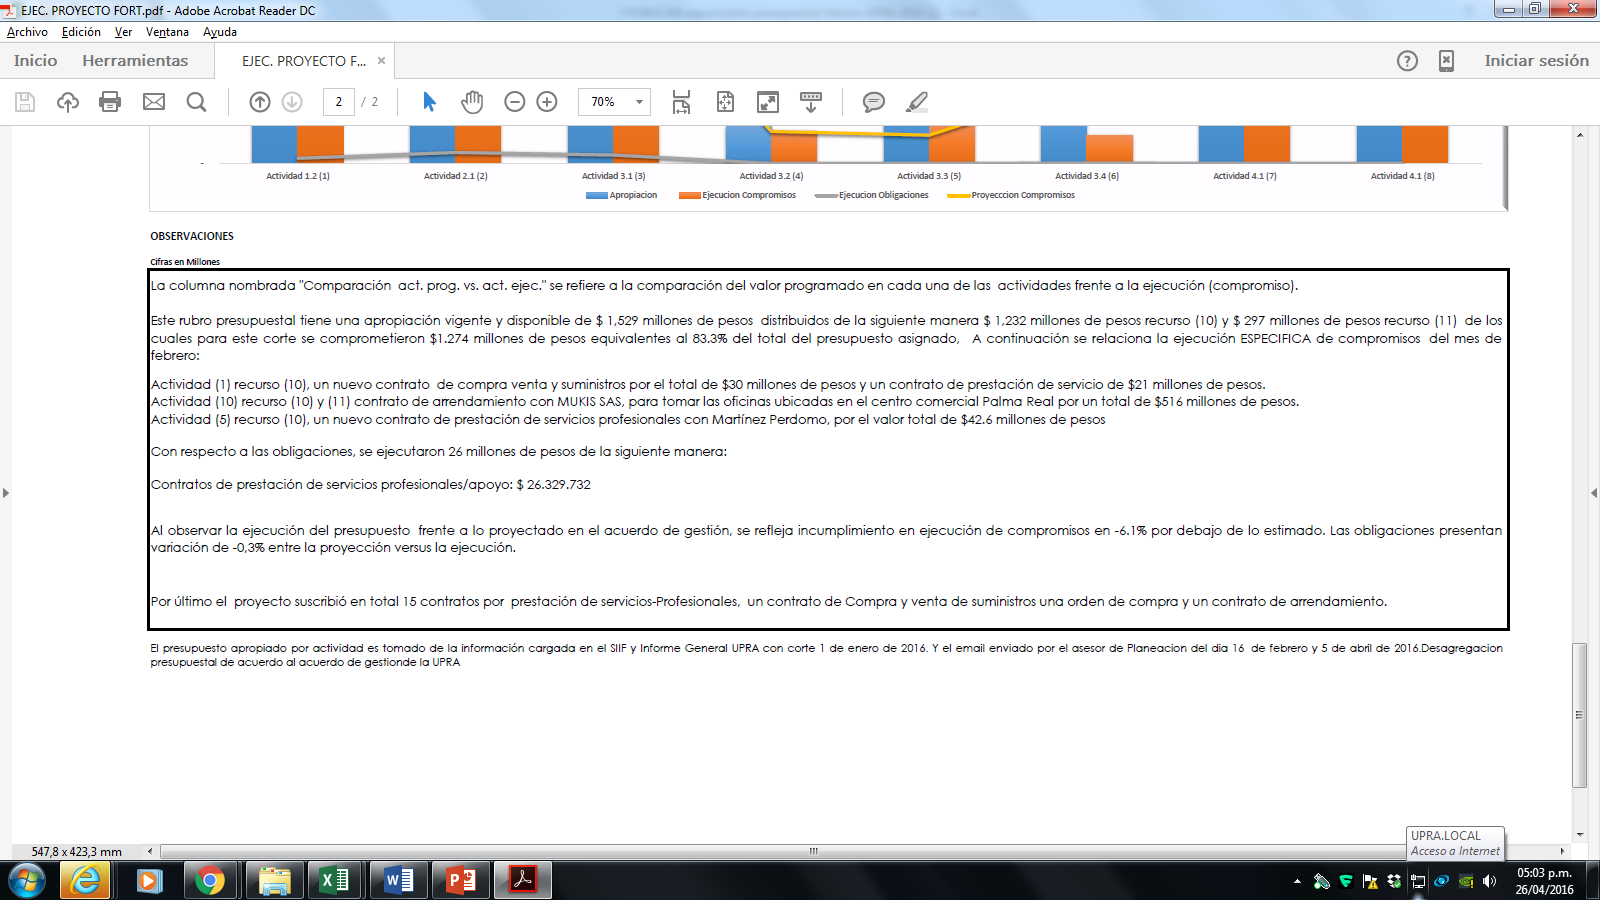 EJEC. PROYECTO FORT.pdf - Adobe Acrobat Reader DC
Archivo Edición Ver Ventana Ayuda
Inicio Herramientas EJEC. PROYECTO F... × Iniciar sesión
2 / 2 70%
-
Actividad 1.2 (1) Actividad 2.1 (2) Actividad 3.1 (3) Actividad 3.2 (4) Actividad 3.3 (5) Actividad 3.4 (6) Actividad 4.1 (7) Actividad 4.1 (8)
Apropiacion Ejecucion Compromisos Ejecucion Obligaciones Proyecccion Compromisos
OBSERVACIONES
Cifras en Millones
La columna nombrada "Comparación act. prog. vs. act. ejec." se refiere a la comparación del valor programado en cada una de las actividades frente a la ejecución (compromiso).
Este rubro presupuestal tiene una apropiación vigente y disponible de $ 1,529 millones de pesos distribuidos de la siguiente manera $ 1,232 millones de pesos recurso (10) y $ 297 millones de pesos recurso (11) de los
cuales para este corte se comprometieron $1.274 millones de pesos equivalentes al 83.3% del total del presupuesto asignado, A continuación se relaciona la ejecución ESPECIFICA de compromisos del mes de
febrero:
Actividad (1) recurso (10), un nuevo contrato de compra venta y suministros por el total de $30 millones de pesos y un contrato de prestación de servicio de $21 millones de pesos.
Actividad (10) recurso (10) y (11) contrato de arrendamiento con MUKIS SAS, para tomar las oficinas ubicadas en el centro comercial Palma Real por un total de $516 millones de pesos.
Actividad (5) recurso (10), un nuevo contrato de prestación de servicios profesionales con Martínez Perdomo, por el valor total de $42.6 millones de pesos
Con respecto a las obligaciones, se ejecutaron 26 millones de pesos de la siguiente manera:
Contratos de prestación de servicios profesionales/apoyo: $ 26.329.732
Al observar la ejecución del presupuesto frente a lo proyectado en el acuerdo de gestión, se refleja incumplimiento en ejecución de compromisos en -6.1% por debajo de lo estimado. Las obligaciones presentan
variación de -0,3% entre la proyección versus la ejecución.
Por último el proyecto suscribió en total 15 contratos por prestación de servicios-Profesionales, un contrato de Compra y venta de suministros una orden de compra y un contrato de arrendamiento.
El presupuesto apropiado por actividad es tomado de la información cargada en el SIIF y Informe General UPRA con corte 1 de enero de 2016. Y el email enviado por el asesor de Planeacion del dia 16 de febrero y 5 de abril de 2016.Desagregacion
presupuestal de acuerdo al acuerdo de gestionde la UPRA
UPRA.LOCAL
Acceso a Internet
547,8 x 423,3 mm
05:03 p.m.
26/04/2016